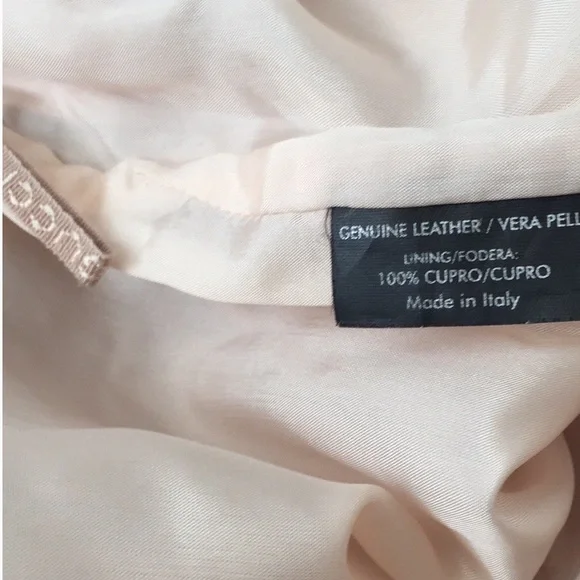 GENUINE LEATHER / VERA PELL
LINING/FODERA:
100% CUPRO/CUPRO
Made in Italy